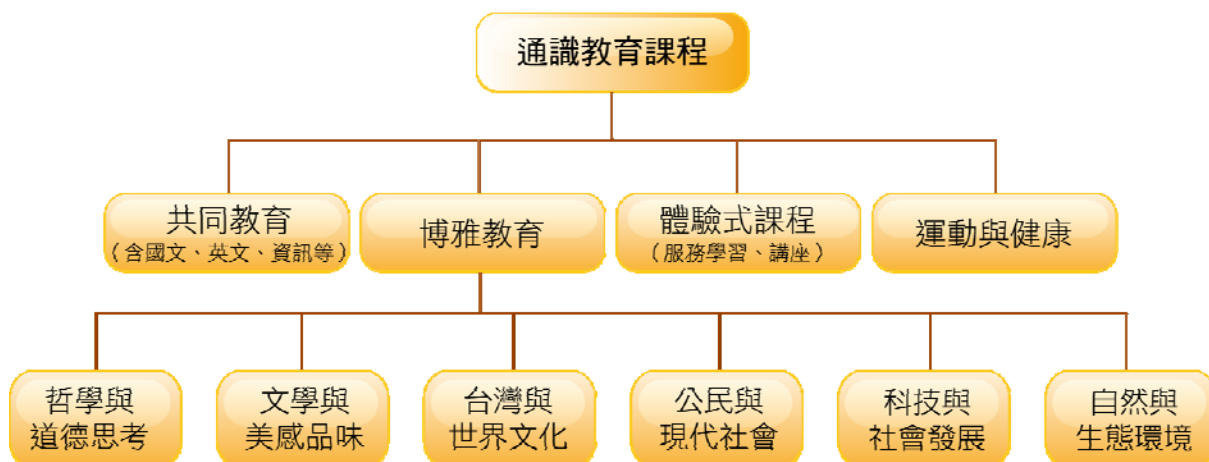 通識教育課程
共同教育
（含國文、英文、資訊等）
博雅教育
體驗式課程
（服務學習、講座）
運動與健康
哲學與
道德思考
文學與
美感品味
台灣與
世界文化
公民與
現代社會
科技與
社會發展
自然與
生態環境